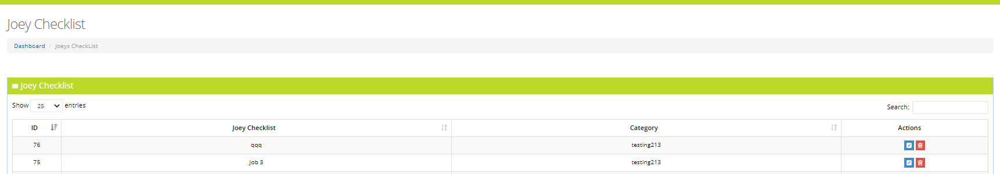 Joey Checklist
Dashboard / Joeys CheckList
Joey Checklist
Show 25 entries
Search:
ID Joey Checklist Category Actions
76 qqq testing213
75 Job 3 testing213